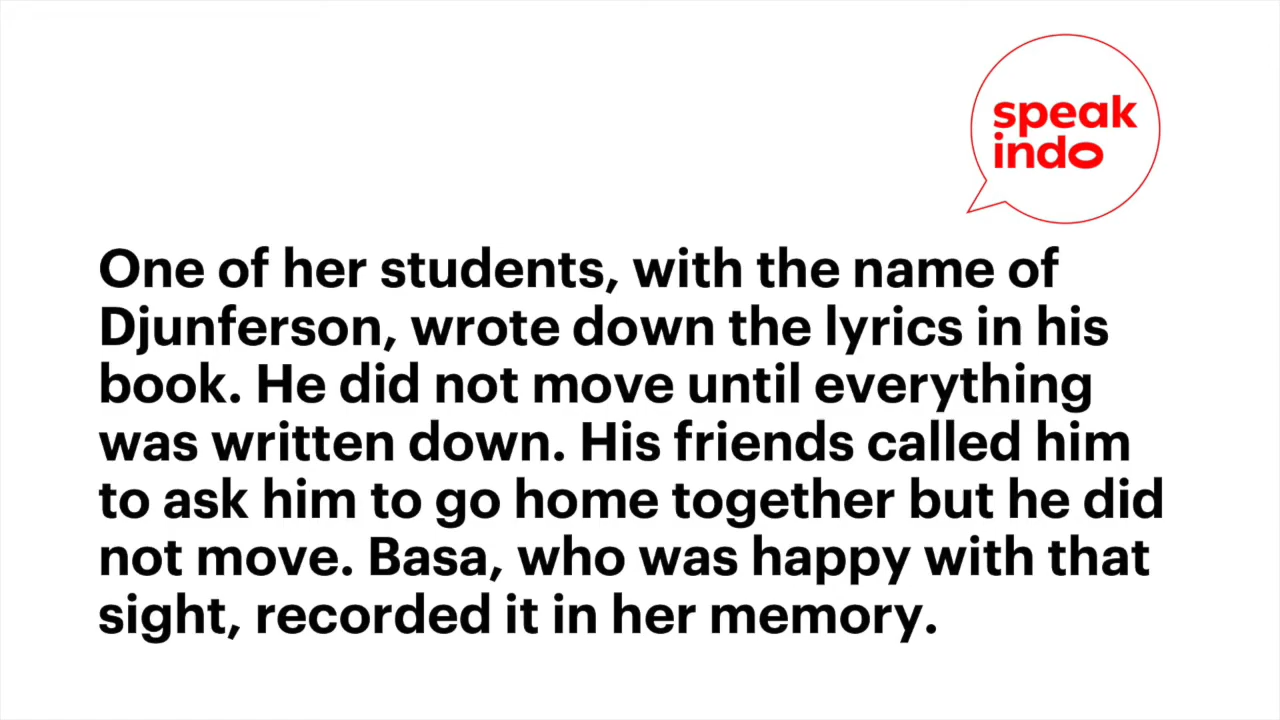 speak
indo
One of her students, with the name of
Djunferson, wrote down the lyrics in his
book. He did not move until everything
was written down. His friends called him
to ask him to go home together but he did
not move. Basa, who was happy with that
sight, recorded it in her memory.